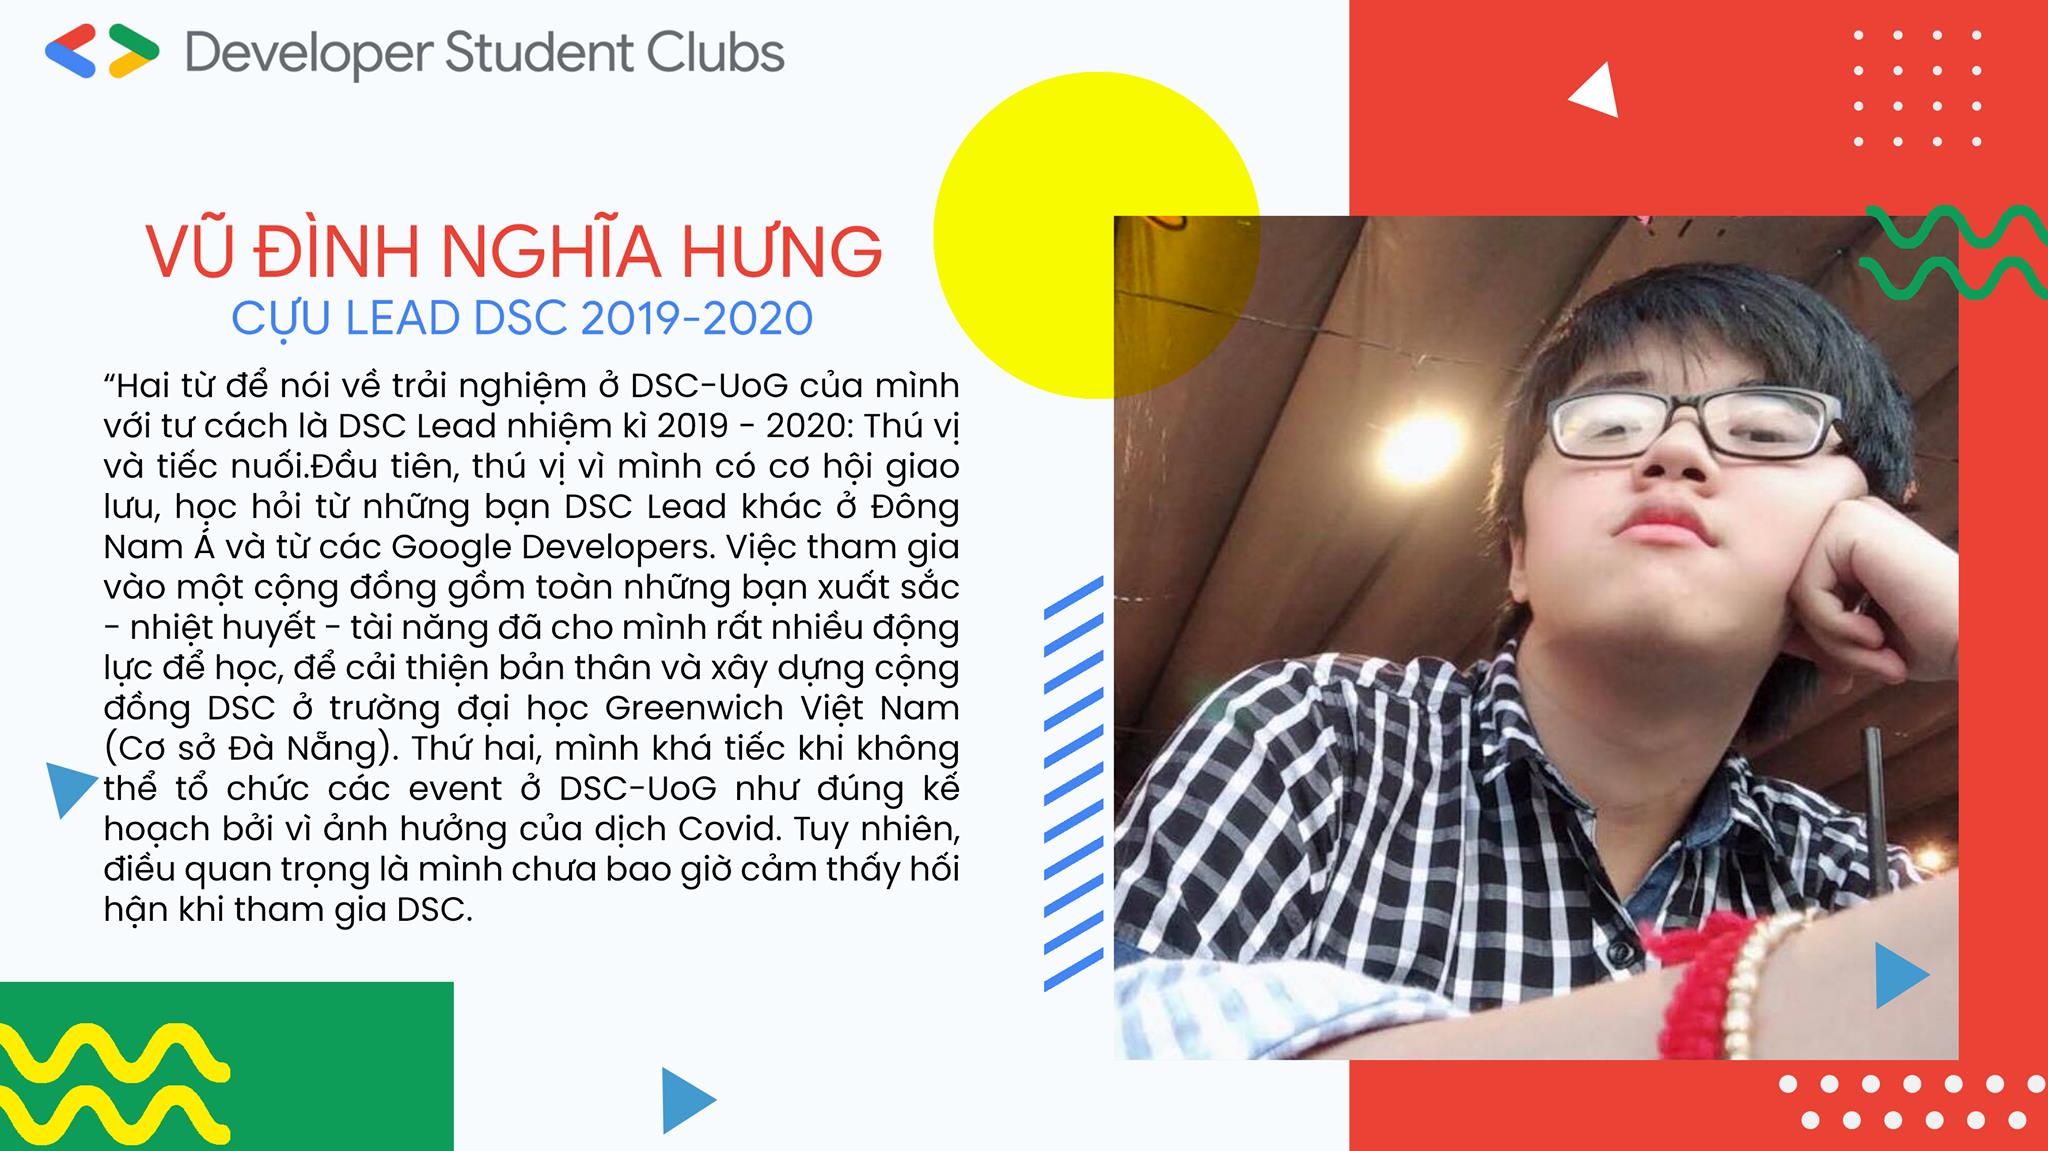 Developer Student Clubs
VŨ ĐÌNH NGHĨA HƯNG
CỰU LEAD DSC 2019-2020
“Hai từ để nói về trải nghiệm ở DSC-UoG của mình
với tư cách là DSC Lead nhiệm kì 2019 - 2020: Thú vị
và tiếc nuối.Đầu tiên, thú vị vì mình có cơ hội giao
lưu, học hỏi từ những bạn DSC Lead khác ở Đông
Nam Á và từ các Google Developers. Việc tham gia
vào một cộng đồng gồm toàn những bạn xuất sắc
- nhiệt huyết - tài năng đã cho mình rất nhiều động
lực để học, để cải thiện bản thân và xây dựng cộng
đồng DSC ở trường đại học Greenwich Việt Nam
(Cơ sở Đà Nẵng). Thứ hai, mình khá tiếc khi không
thể tổ chức các event ở DSC-UoG như đúng kế
hoạch bởi vì ảnh hưởng của dịch Covid. Tuy nhiên,
điều quan trọng là mình chưa bao giờ cảm thấy hối
hận khi tham gia DSC.